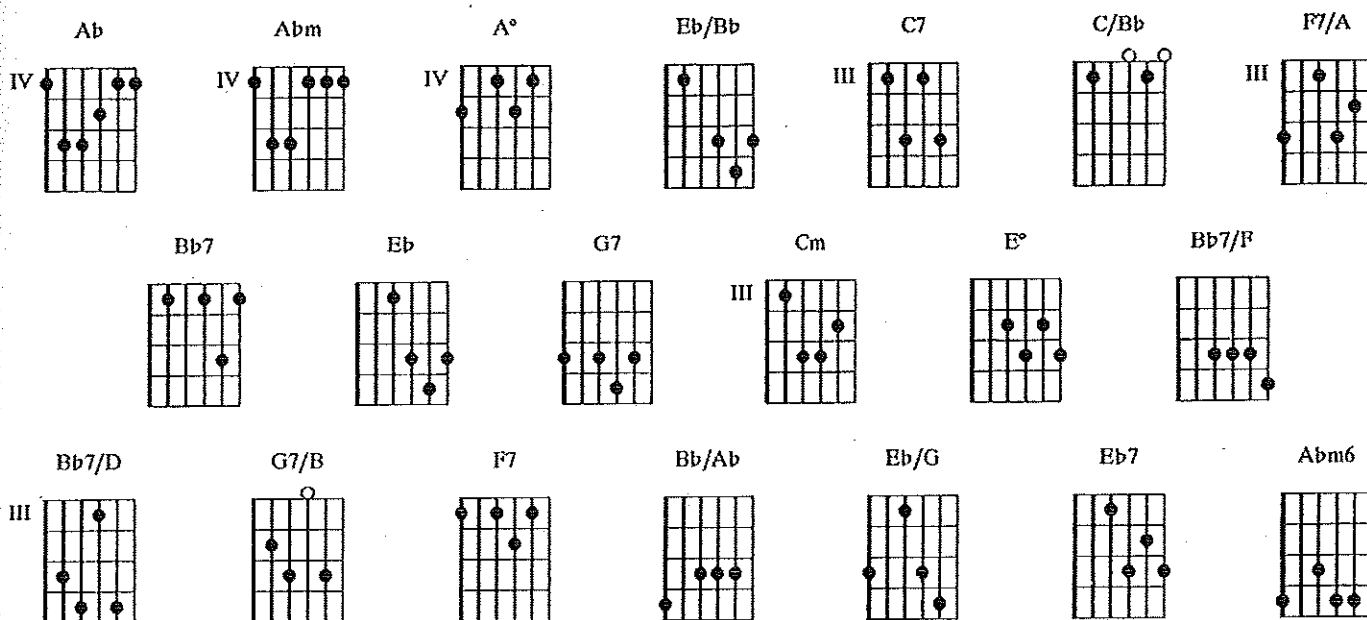 Ab Abm A° Eb/Bb C7 C/Bb F7/A
IV IV IV III III
Bb7 Eb G7 Cm E° Bb7/F
III
Bb7/D G7/B F7 Bb/Ab Eb/G Eb7 Abm6
III